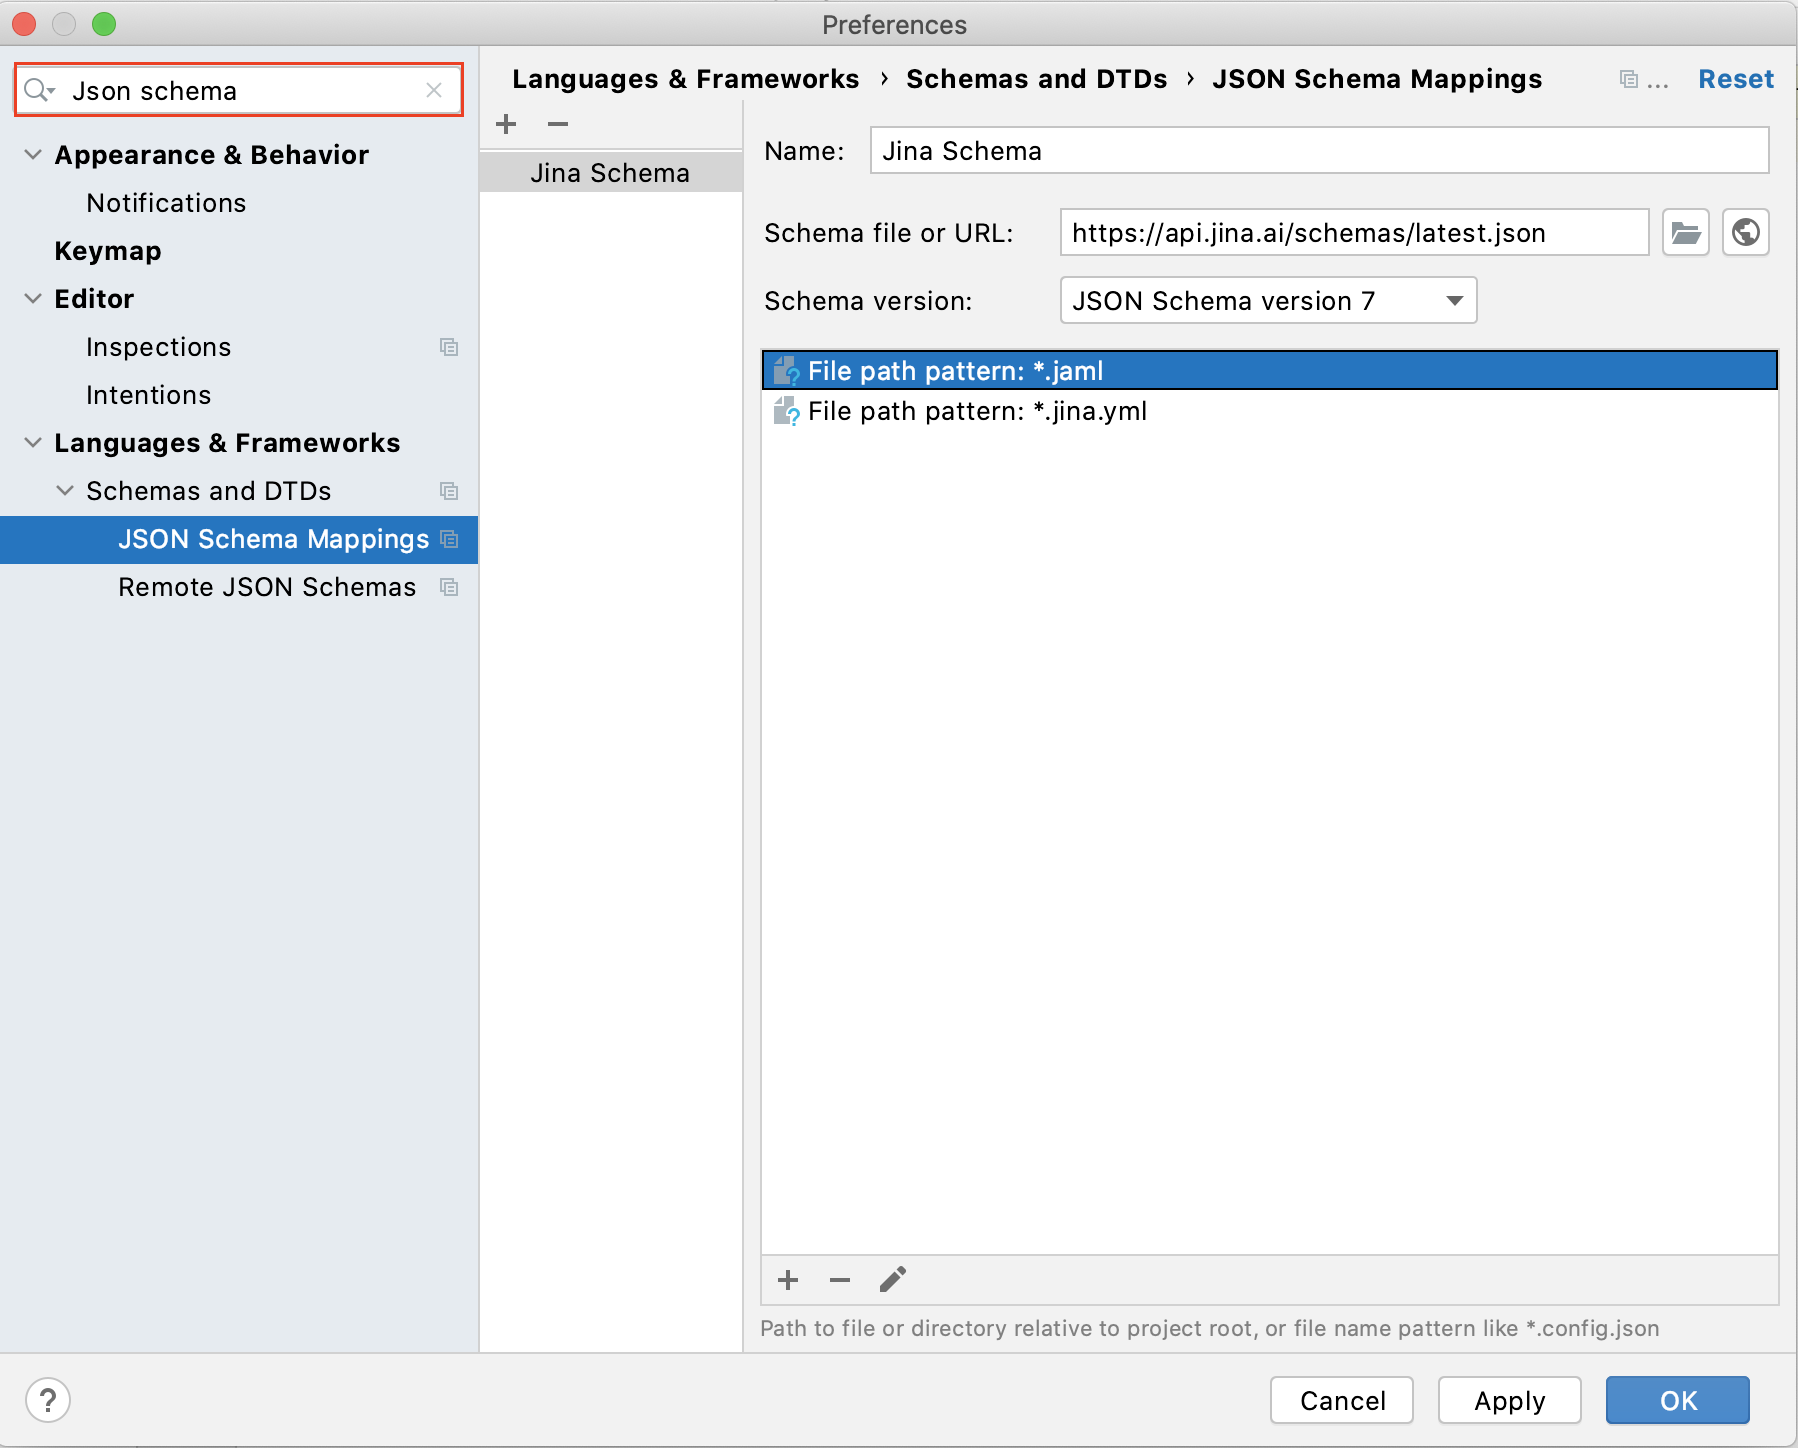 Preferences
Json schema
Appearance & Behavior
Notifications
Keymap
Editor
Inspections
Intentions
Languages & Frameworks
Schemas and DTDs
JSON Schema Mappings
Remote JSON Schemas
Languages & Frameworks › Schemas and DTDs › JSON Schema Mappings ... Reset
Jina Schema
Name: Jina Schema
Schema file or URL: https://api.jina.ai/schemas/latest.json
Schema version: JSON Schema version 7
File path pattern: *.jaml
File path pattern: *.jina.yml
Path to file or directory relative to project root, or file name pattern like *.config.json
? Cancel Apply OK